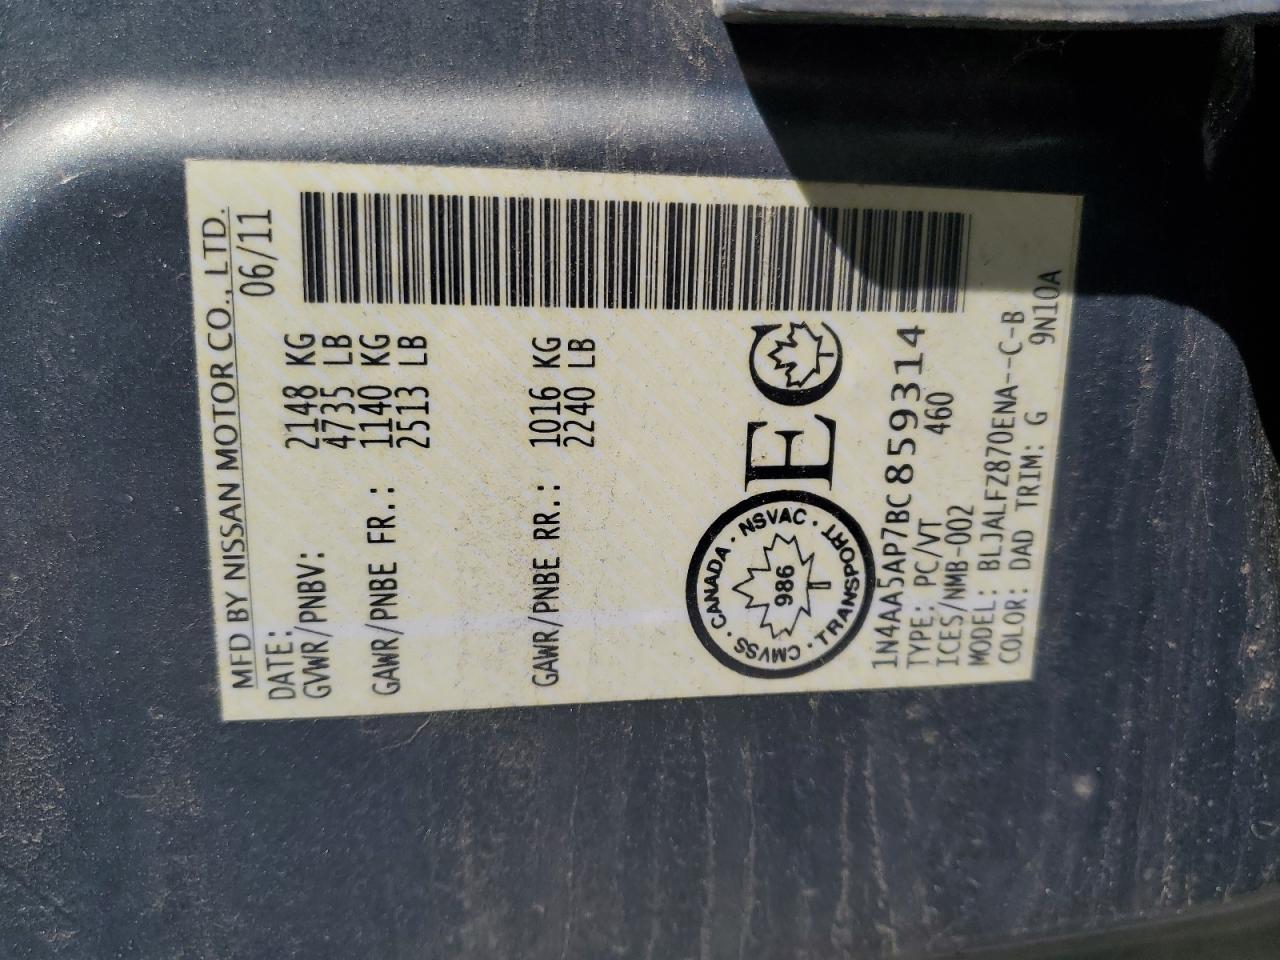 MFD BY NISSAN MOTOR CO., LTD.
DATE: 06/11
GVWR/PNBV: 2148 KG
4735 LB
GAWR/PNBE FR.: 1140 KG
2513 LB
GAWR/PNBE RR.: 1016 KG
2240 LB
CANADA · NSVAC · TRANSPORT · CMVSS ·
986
EC
1N4AA5AP7BC859314
TYPE: PC/VT 460
ICES/NMB-002
MODEL: BLJALFZ870ENA--C-B
COLOR: DAD TRIM: G 9N10A